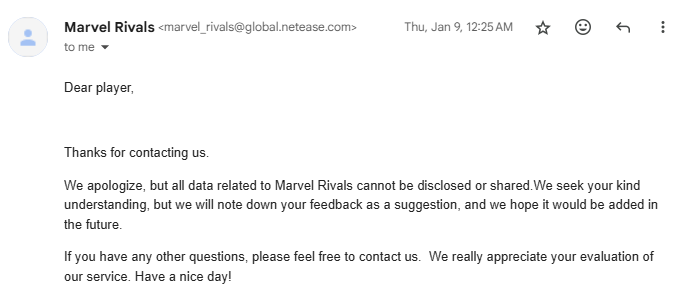 Marvel Rivals <marvel_rivals@global.netease.com> Thu, Jan 9, 12:25 AM
to me
Dear player,
Thanks for contacting us.
We apologize, but all data related to Marvel Rivals cannot be disclosed or shared.We seek your kind
understanding, but we will note down your feedback as a suggestion, and we hope it would be added in
the future.
If you have any other questions, please feel free to contact us.  We really appreciate your evaluation of
our service. Have a nice day!